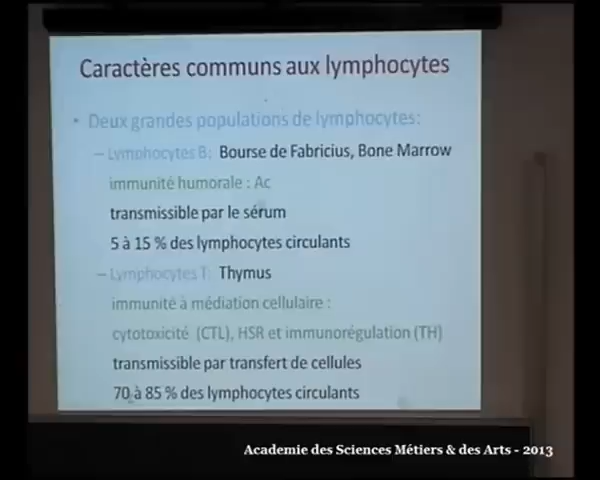 Caractères communs aux lymphocytes
• Deux grandes populations de lymphocytes:
– Lymphocytes B: Bourse de Fabricius, Bone Marrow
immunité humorale : Ac
transmissible par le sérum
5 à 15 % des lymphocytes circulants
– Lymphocytes T: Thymus
immunité à médiation cellulaire :
cytotoxicité (CTL), HSR et immunorégulation (TH)
transmissible par transfert de cellules
70 à 85 % des lymphocytes circulants
Academie des Sciences Métiers & des Arts - 2013